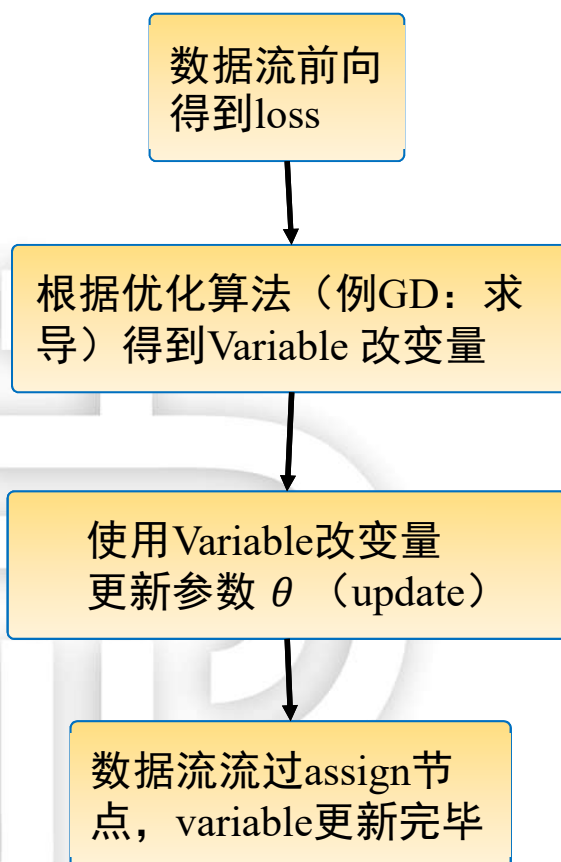 数据流前向
得到loss
根据优化算法（例GD：求
导）得到Variable 改变量
使用Variable改变量
更新参数 θ （update）
数据流流过assign节
点，variable更新完毕